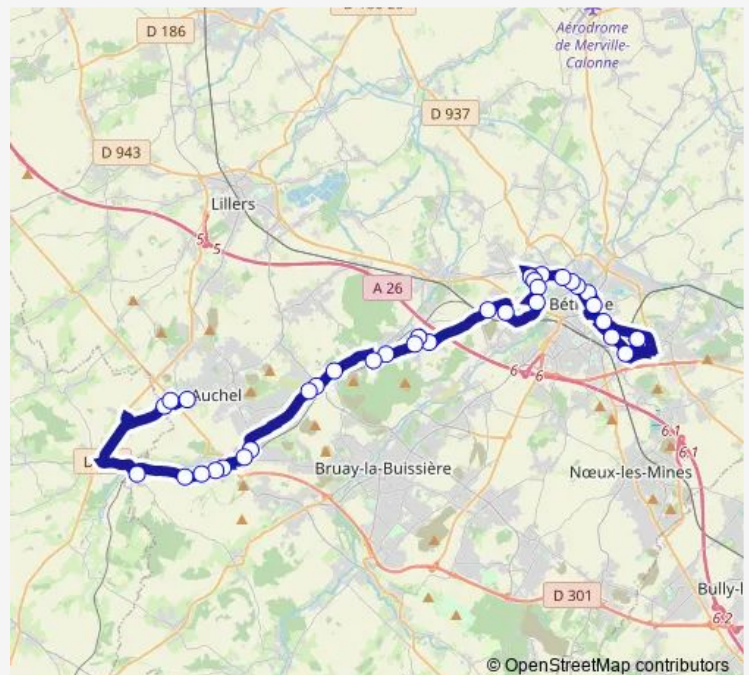 D 186
Aérodrome
de Merville-
Calonne
D 937
D 943
Lillers
5
5
A 26
6
6
Auchel
6.1
6.1
Bruay-la-Buissière
Nœux-les-Mines
D 301
Bully-l
6.2
© OpenStreetMap contributors